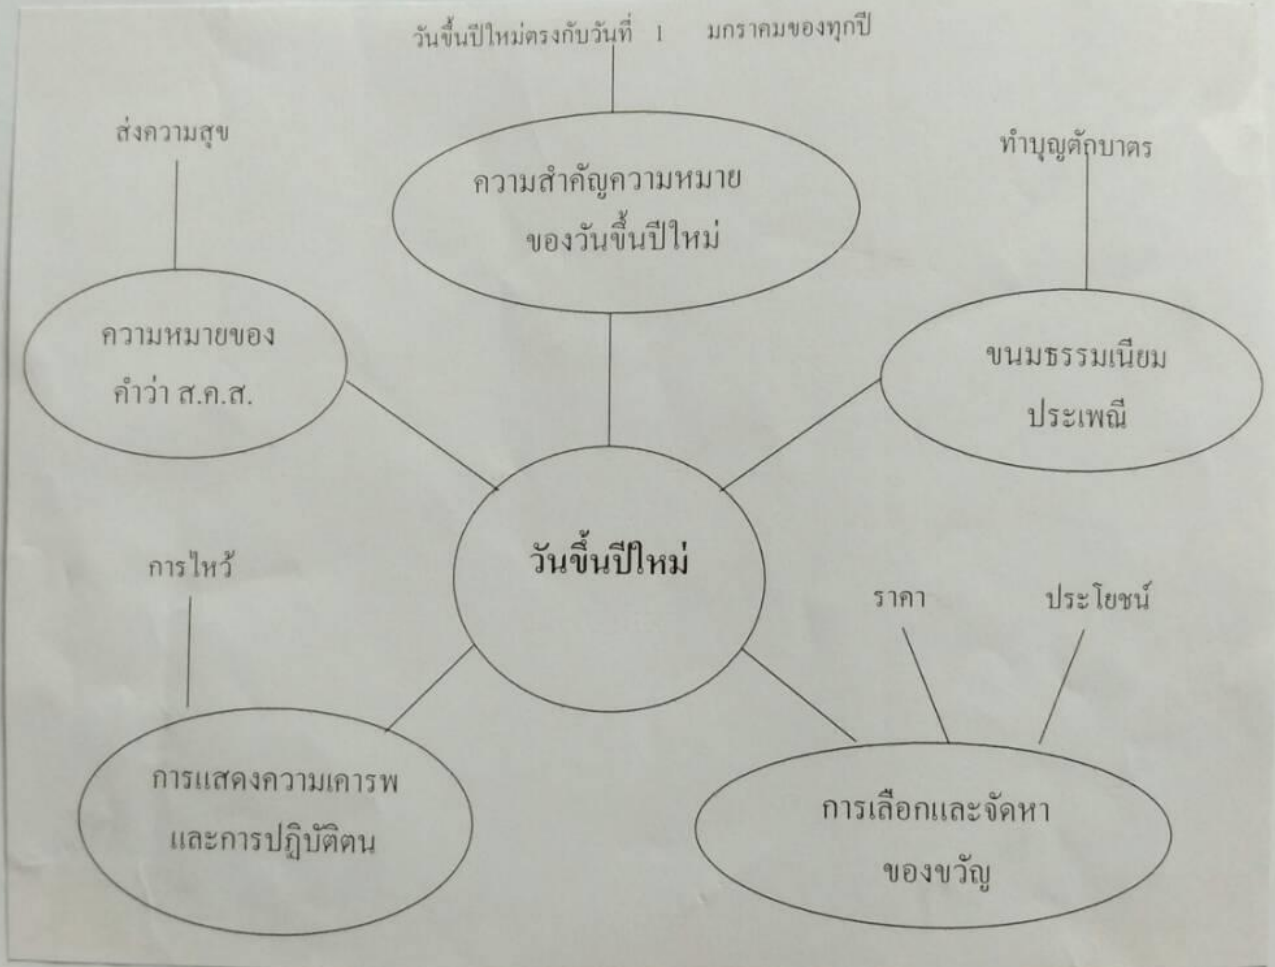 วันขึ้นปีใหม่ตรงกับวันที่ 1 มกราคมของทุกปี
ส่งความสุข
ทำบุญตักบาตร
ความสำคัญความหมาย
ของวันขึ้นปีใหม่
ความหมายของ
คำว่า ส.ค.ส.
ขนมธรรมเนียม
ประเพณี
วันขึ้นปีใหม่
การไหว้
ราคา
ประโยชน์
การแสดงความเคารพ
และการปฏิบัติตน
การเลือกและจัดหา
ของขวัญ